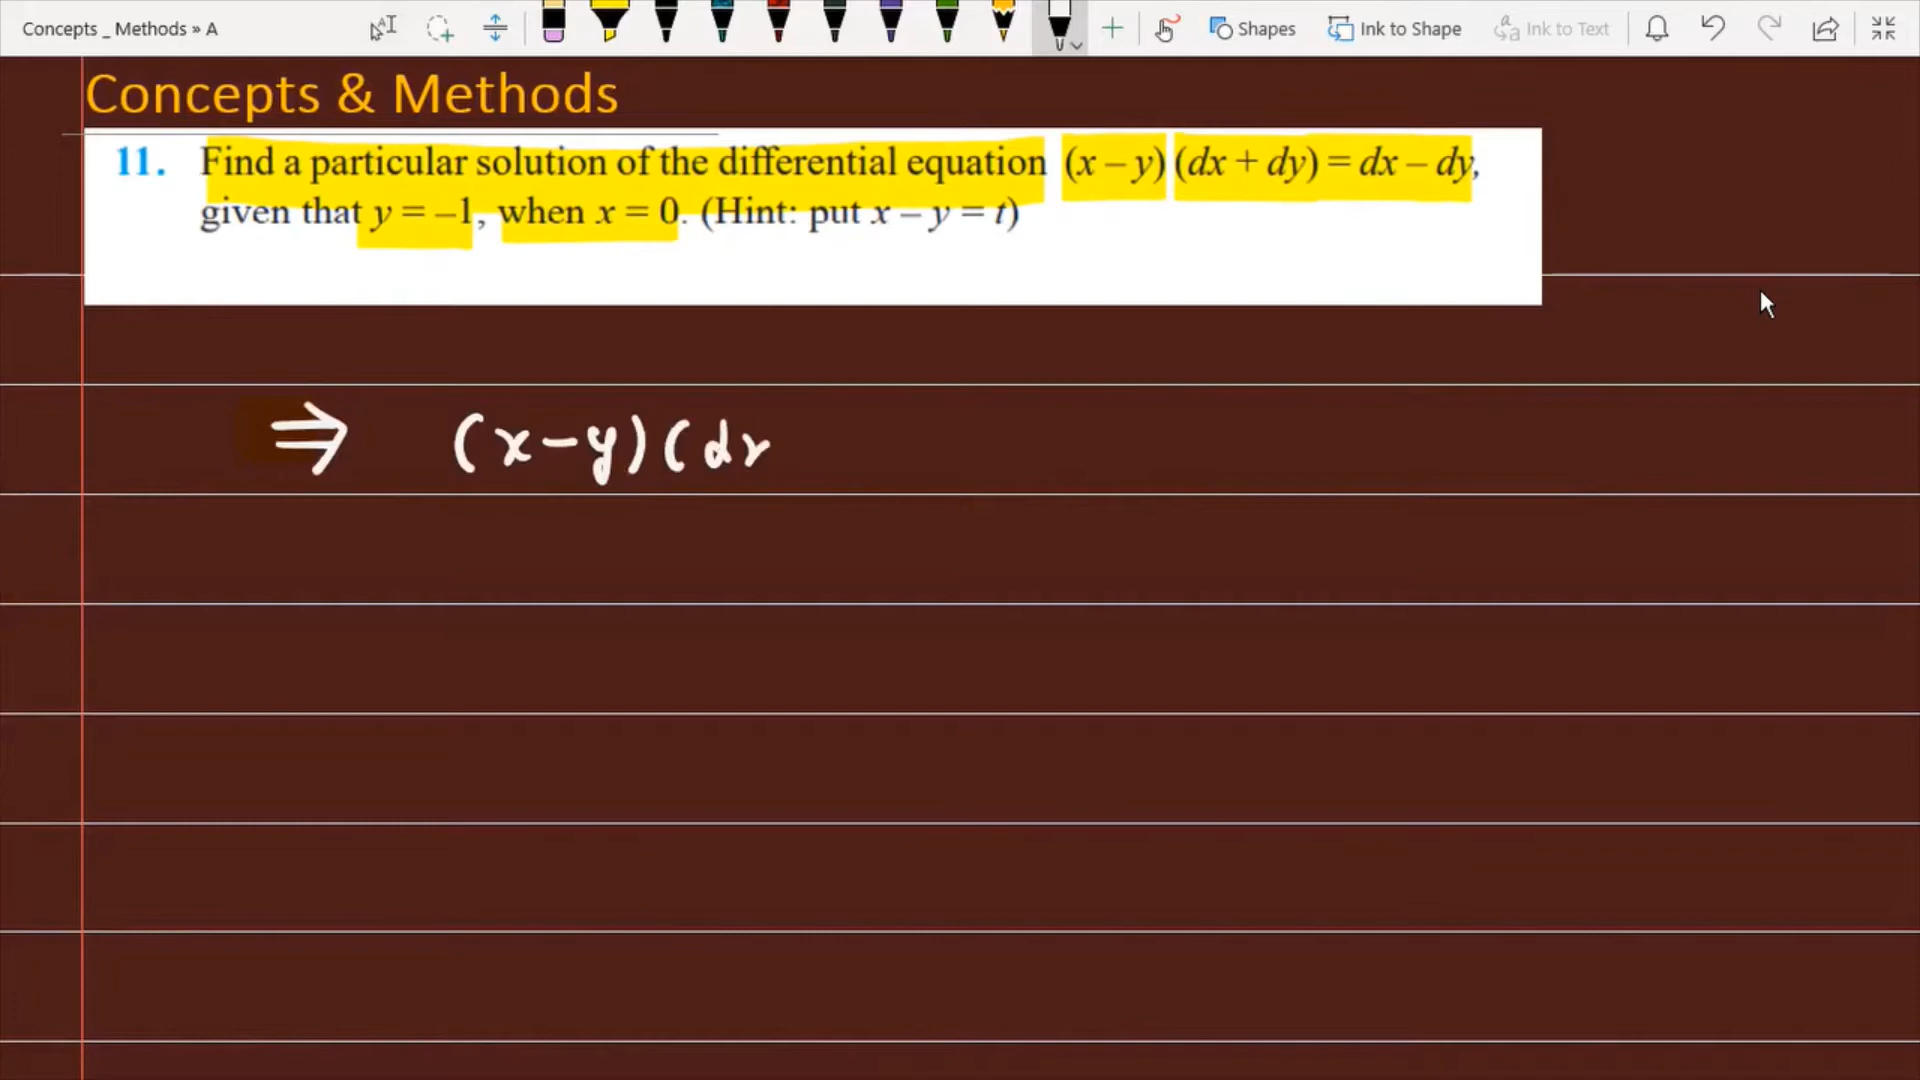 Concepts _ Methods » A
Shapes
Ink to Shape
Ink to Text
Concepts & Methods
11. Find a particular solution of the differential equation (x – y) (dx + dy) = dx – dy,
given that y = –1, when x = 0. (Hint: put x – y = t)
⇒ (x-y)(dx